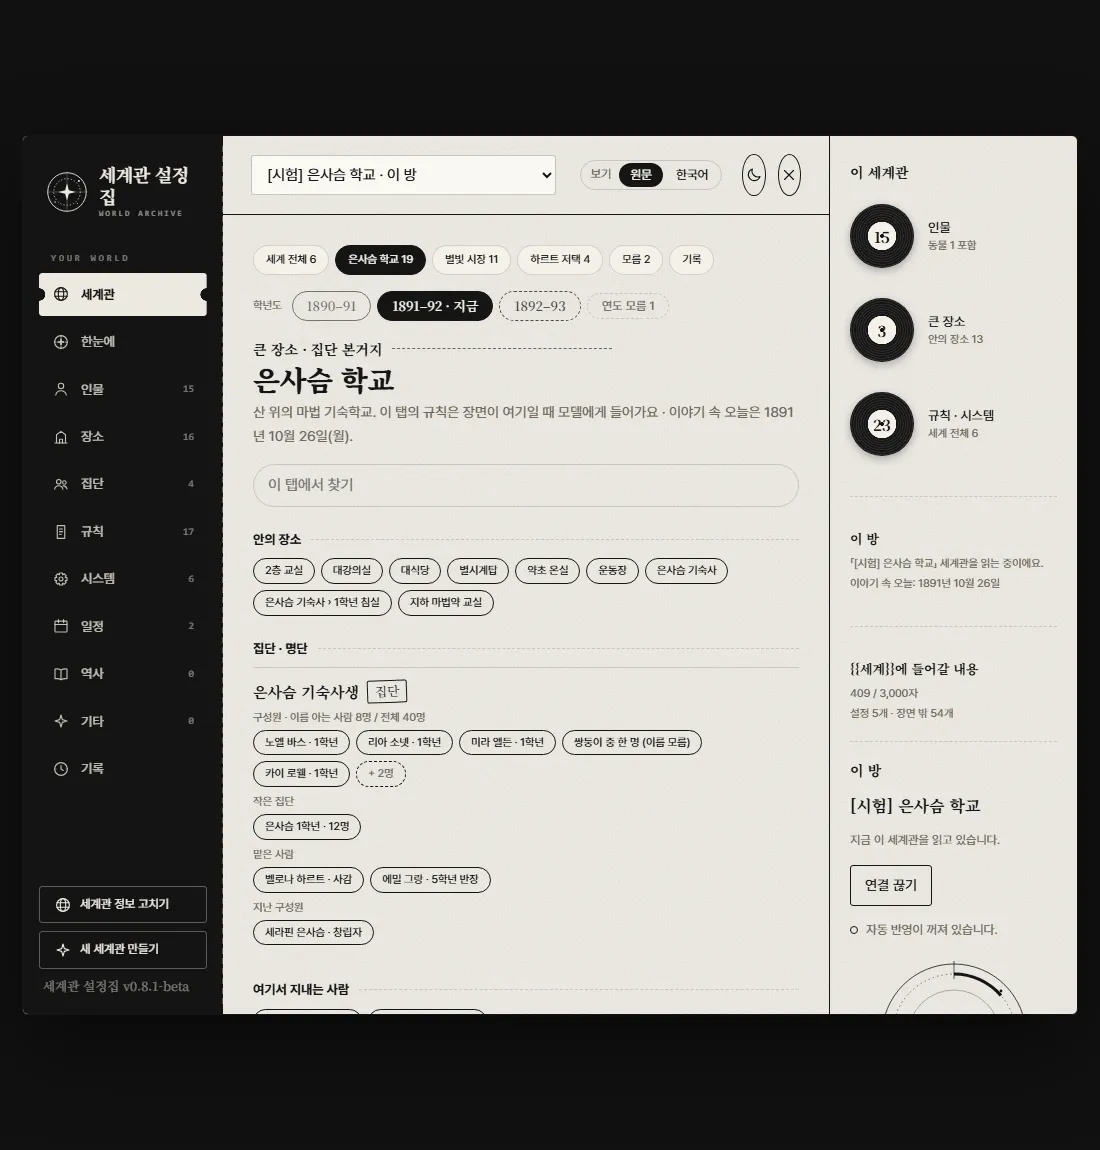 세계관 설정
집
WORLD ARCHIVE
YOUR WORLD
세계관
한눈에
인물 15
장소 16
집단 4
규칙 17
시스템 6
일정 2
역사 0
기타 0
기록
세계관 정보 고치기
새 세계관 만들기
세계관 설정집 v0.8.1-beta
[시험] 은사슴 학교 · 이 방
보기 원문 한국어
세계 전체 6 은사슴 학교 19 별빛 시장 11 하르트 저택 4 모름 2 기록
학년도 1890–91 1891–92 · 지금 1892–93 연도 모름 1
큰 장소 · 집단 본거지
은사슴 학교
산 위의 마법 기숙학교. 이 탭의 규칙은 장면이 여기일 때 모델에게 들어가요 · 이야기 속 오늘은 1891
년 10월 26일(월).
이 탭에서 찾기
안의 장소
2층 교실 대강의실 대식당 별시계탑 약초 온실 운동장 은사슴 기숙사
은사슴 기숙사 › 1학년 침실 지하 마법약 교실
집단 · 명단
은사슴 기숙사생 집단
구성원 · 이름 아는 사람 8명 / 전체 40명
노엘 바스 · 1학년 리아 소넷 · 1학년 미라 엘든 · 1학년 쌍둥이 중 한 명 (이름 모름)
카이 로웰 · 1학년 + 2명
작은 집단
은사슴 1학년 · 12명
맡은 사람
벨로나 하르트 · 사감 에밀 그랑 · 5학년 반장
지난 구성원
세라핀 은사슴 · 창립자
여기서 지내는 사람
이 세계관
15 인물
동물 1 포함
3 큰 장소
안의 장소 13
23 규칙 · 시스템
세계 전체 6
이 방
「[시험] 은사슴 학교」 세계관을 읽는 중이에요.
이야기 속 오늘: 1891년 10월 26일
{{세계}}에 들어갈 내용
409 / 3,000자
설정 5개 · 장면 밖 54개
이 방
[시험] 은사슴 학교
지금 이 세계관을 읽고 있습니다.
연결 끊기
자동 반영이 꺼져 있습니다.